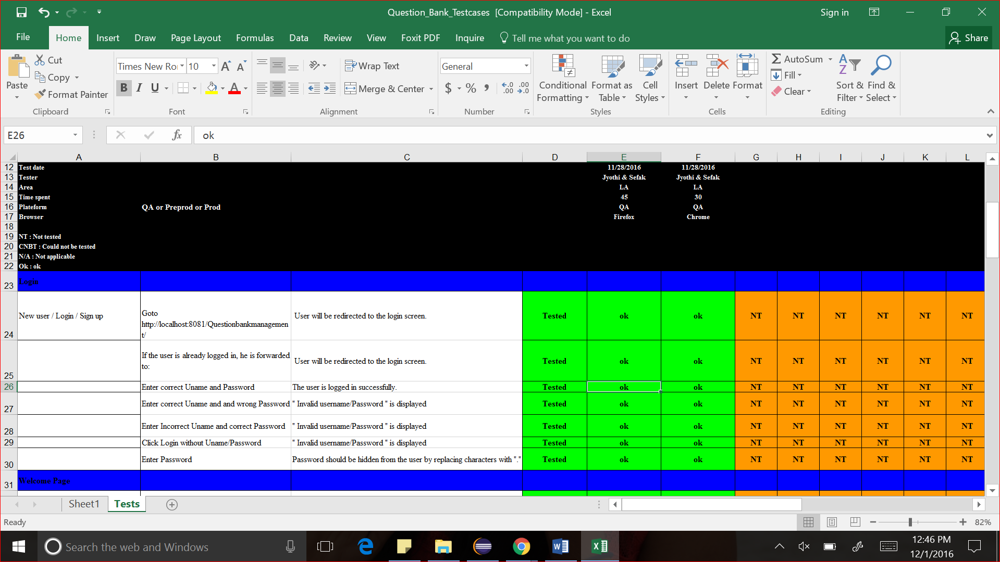 Question_Bank_Testcases [Compatibility Mode] - Excel
Sign in
File
Home
Insert
Draw
Page Layout
Formulas
Data
Review
View
Foxit PDF
Inquire
Tell me what you want to do
Share
Paste
Cut
Copy
Format Painter
Clipboard
Times New Ro
10
B I U
Font
Wrap Text
Merge & Center
Alignment
General
$ % ,
Number
Conditional Formatting
Format as Table
Cell Styles
Styles
Insert
Delete
Format
Cells
AutoSum
Fill
Clear
Sort & Filter
Find & Select
Editing
E26
fx
ok
A B C D E F G H I J K L
12 Test date 11/28/2016 11/28/2016
13 Tester Jyothi & Sefak Jyothi & Sefak
14 Area LA LA
15 Time spent 45 30
16 Plateform QA or Preprod or Prod QA QA
17 Browser Firefox Chrome
18
19 NT : Not tested
20 CNBT : Could not be tested
21 N/A : Not applicable
22 Ok : ok
23 Login
24 New user / Login / Sign up Goto
http://localhost:8081/Questionbankmanagemen
t/ User will be redirected to the login screen. Tested ok ok NT NT NT NT NT NT
25 If the user is already logged in, he is forwarded
to: User will be redirected to the login screen. Tested ok ok NT NT NT NT NT NT
26 Enter correct Uname and Password The user is logged in successfully. Tested ok ok NT NT NT NT NT NT
27 Enter correct Uname and and wrong Password " Invalid username/Password " is displayed Tested ok ok NT NT NT NT NT NT
28 Enter Incorrect Uname and correct Password " Invalid username/Password " is displayed Tested ok ok NT NT NT NT NT NT
29 Click Login without Uname/Password " Invalid username/Password " is displayed Tested ok ok NT NT NT NT NT NT
30 Enter Password Password should be hidden from the user by replacing characters with "." Tested ok ok NT NT NT NT NT NT
31 Welcome Page
Sheet1
Tests
Ready
82%
Search the web and Windows
12:46 PM
12/1/2016